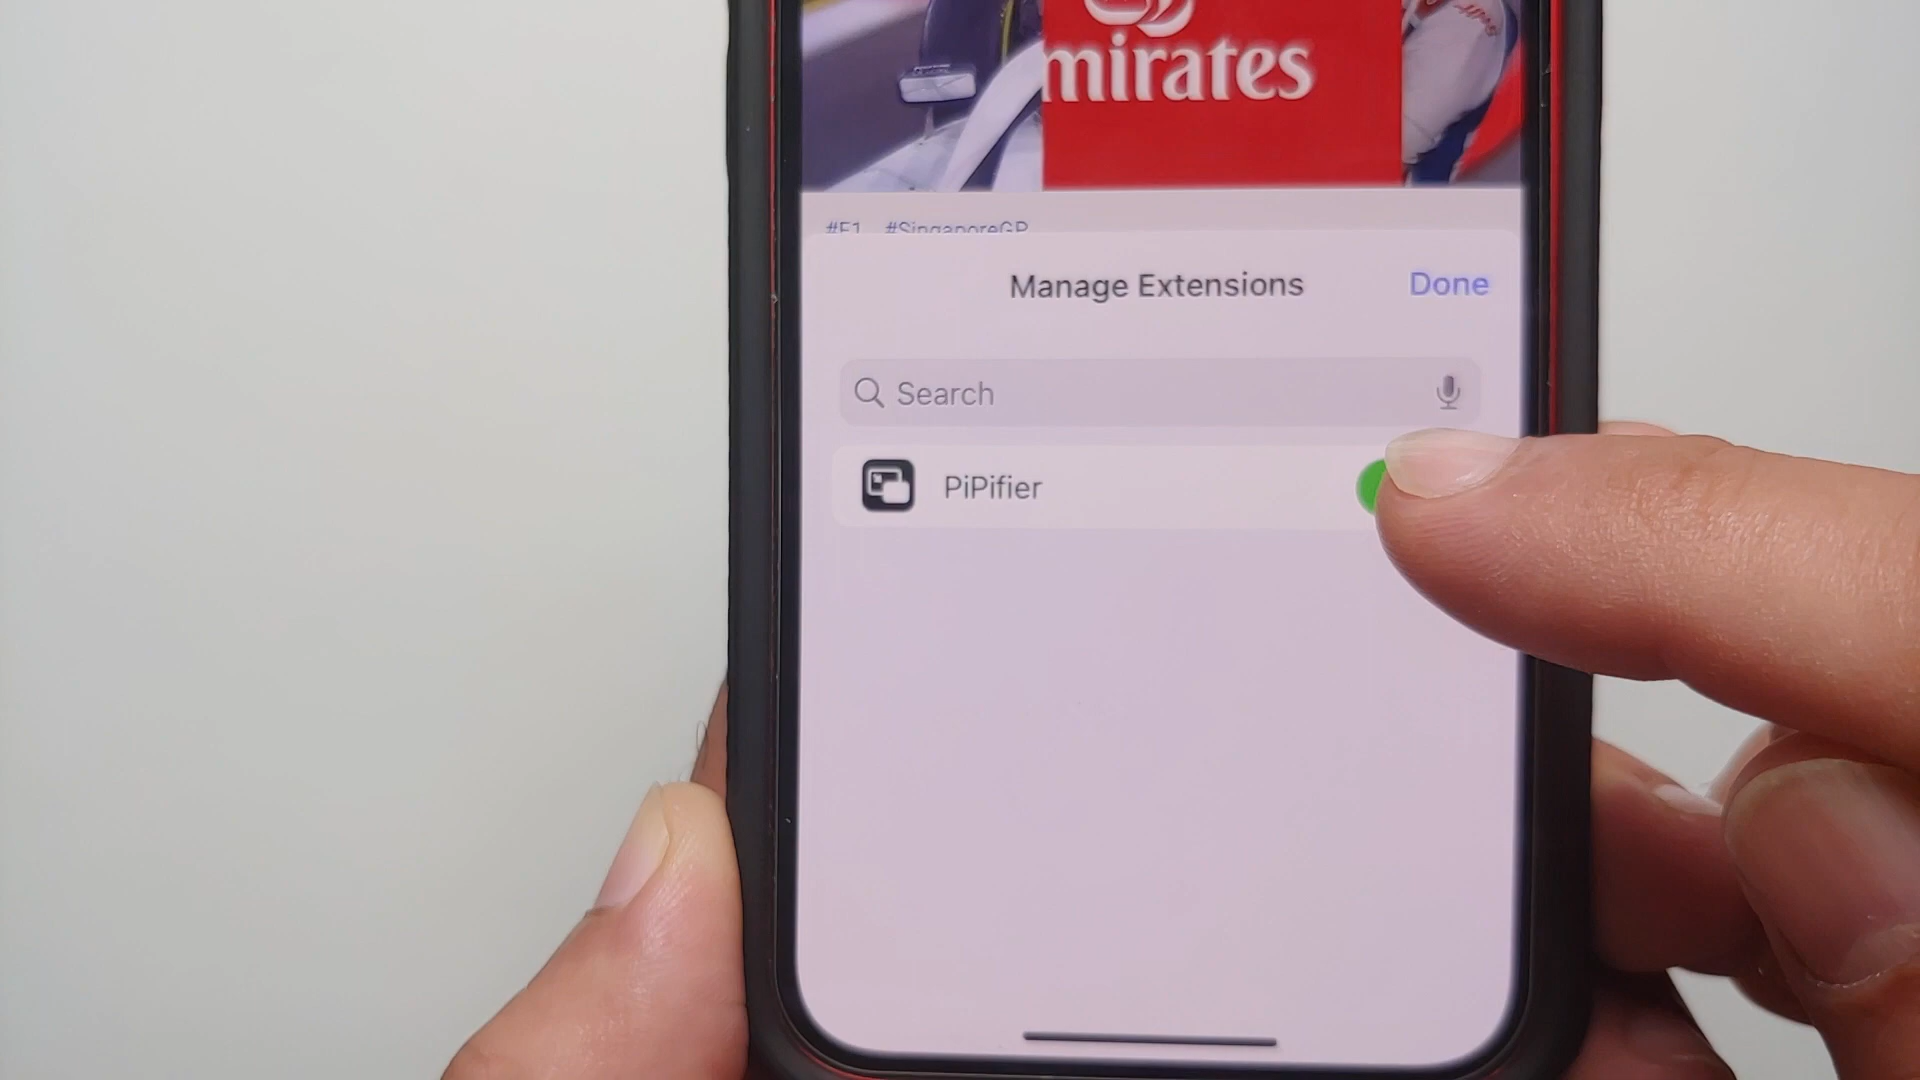 mirates
#F1 #SingaporeGP
Manage Extensions
Done
Search
PiPifier